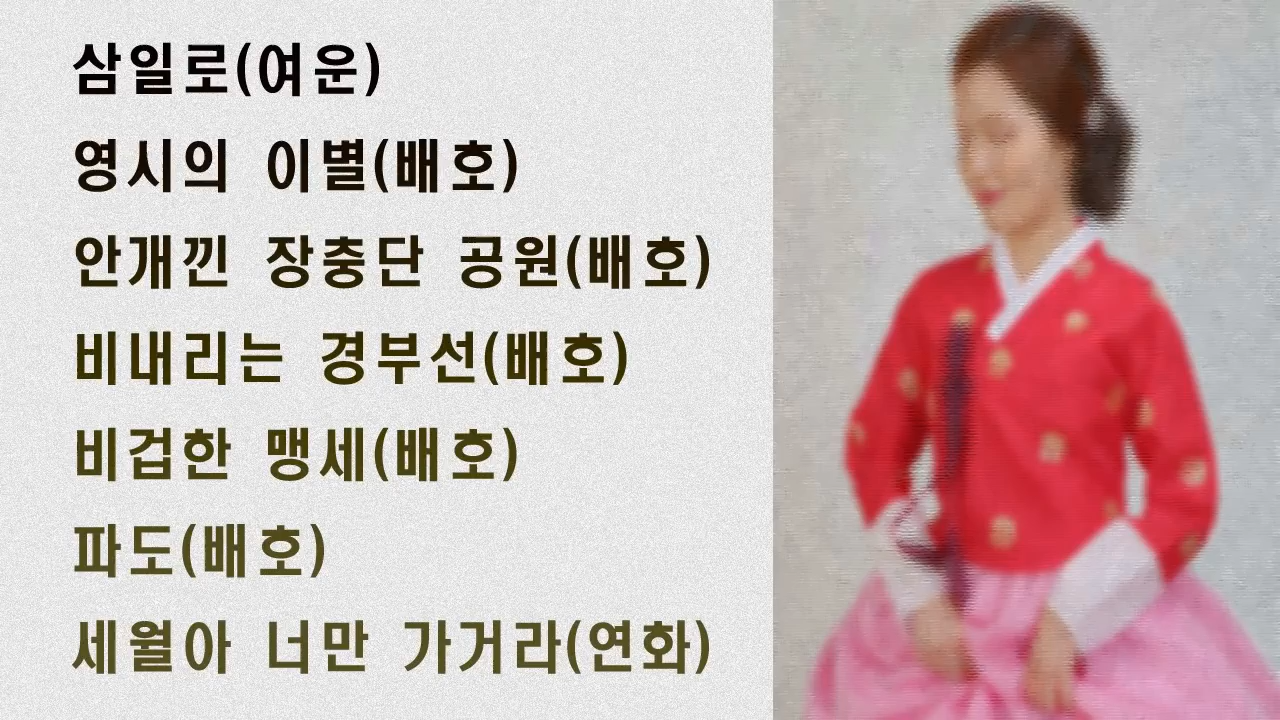 삼일로(여운)
영시의 이별(배호)
안개낀 장충단 공원(배호)
비내리는 경부선(배호)
비겁한 맹세(배호)
파도(배호)
세월아 너만 가거라(연화)